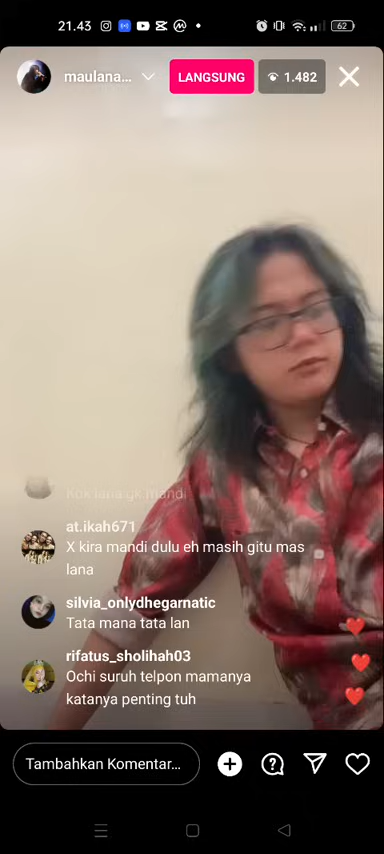 21.43
62
maulana...
LANGSUNG
1.482
Kok lana gk mandi
at.ikah671
X kira mandi dulu eh masih gitu mas
lana
silvia_onlydhegarnatic
Tata mana tata lan
rifatus_sholihah03
Ochi suruh telpon mamanya
katanya penting tuh
Tambahkan Komentar...